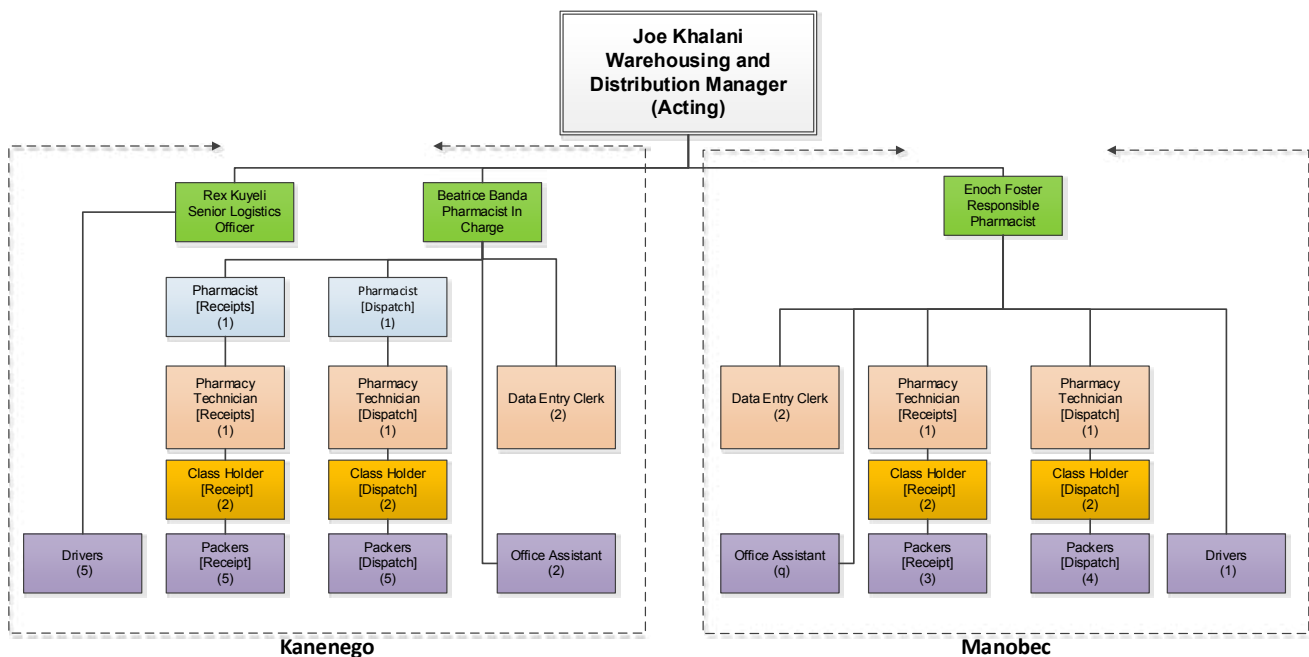 Joe Khalani
Warehousing and
Distribution Manager
(Acting)
Rex Kuyeli
Senior Logistics
Officer
Beatrice Banda
Pharmacist In
Charge
Enoch Foster
Responsible
Pharmacist
Pharmacist
[Receipts]
(1)
Pharmacist
[Dispatch]
(1)
Pharmacy
Technician
[Receipts]
(1)
Pharmacy
Technician
[Dispatch]
(1)
Data Entry Clerk
(2)
Data Entry Clerk
(2)
Pharmacy
Technician
[Receipts]
(1)
Pharmacy
Technician
[Dispatch]
(1)
Class Holder
[Receipt]
(2)
Class Holder
[Dispatch]
(2)
Class Holder
[Receipt]
(2)
Class Holder
[Dispatch]
(2)
Drivers
(5)
Packers
[Receipt]
(5)
Packers
[Dispatch]
(5)
Office Assistant
(2)
Office Assistant
(q)
Packers
[Receipt]
(3)
Packers
[Dispatch]
(4)
Drivers
(1)
Kanenego
Manobec